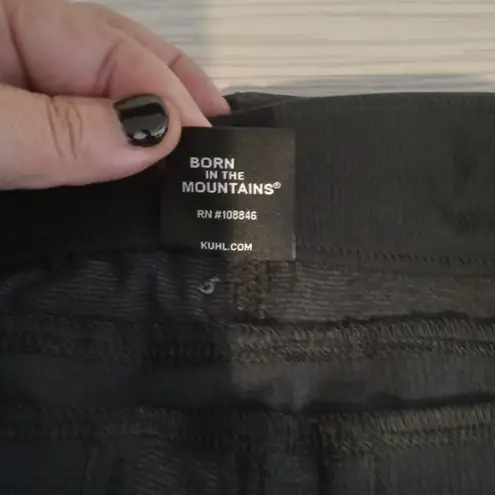 BORN
IN THE
MOUNTAINS®
RN #108846
KUHL.COM